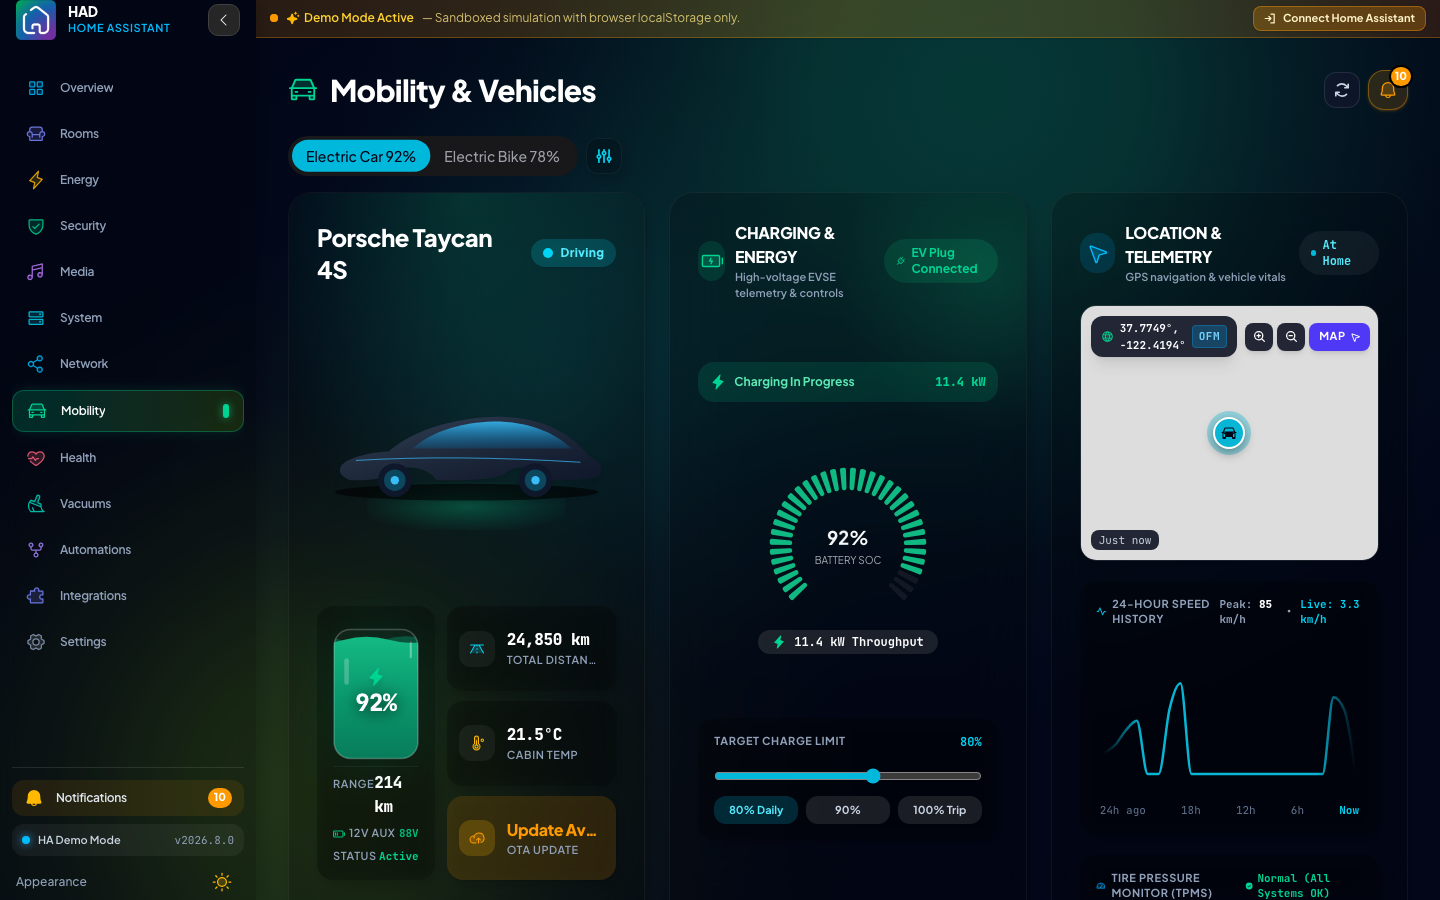 HAD
HOME ASSISTANT
Demo Mode Active — Sandboxed simulation with browser localStorage only.
Connect Home Assistant
Overview
Rooms
Energy
Security
Media
System
Network
Mobility
Health
Vacuums
Automations
Integrations
Settings
Notifications 10
HA Demo Mode v2026.8.0
Appearance
Mobility & Vehicles
10
Electric Car 92% Electric Bike 78%
Porsche Taycan
4S
Driving
92%
RANGE 214
km
12V AUX 88V
STATUS Active
24,850 km
TOTAL DISTAN...
21.5°C
CABIN TEMP
Update Av...
OTA UPDATE
CHARGING &
ENERGY
High-voltage EVSE
telemetry & controls
EV Plug
Connected
Charging In Progress 11.4 kW
92%
BATTERY SOC
11.4 kW Throughput
TARGET CHARGE LIMIT 80%
80% Daily 90% 100% Trip
LOCATION &
TELEMETRY
GPS navigation & vehicle vitals
At
Home
37.7749°,
-122.4194°
OFM
MAP
Just now
24-HOUR SPEED
HISTORY
Peak: 85
km/h
• Live: 3.3
km/h
24h ago 18h 12h 6h Now
TIRE PRESSURE
MONITOR (TPMS)
Normal (All
Systems OK)